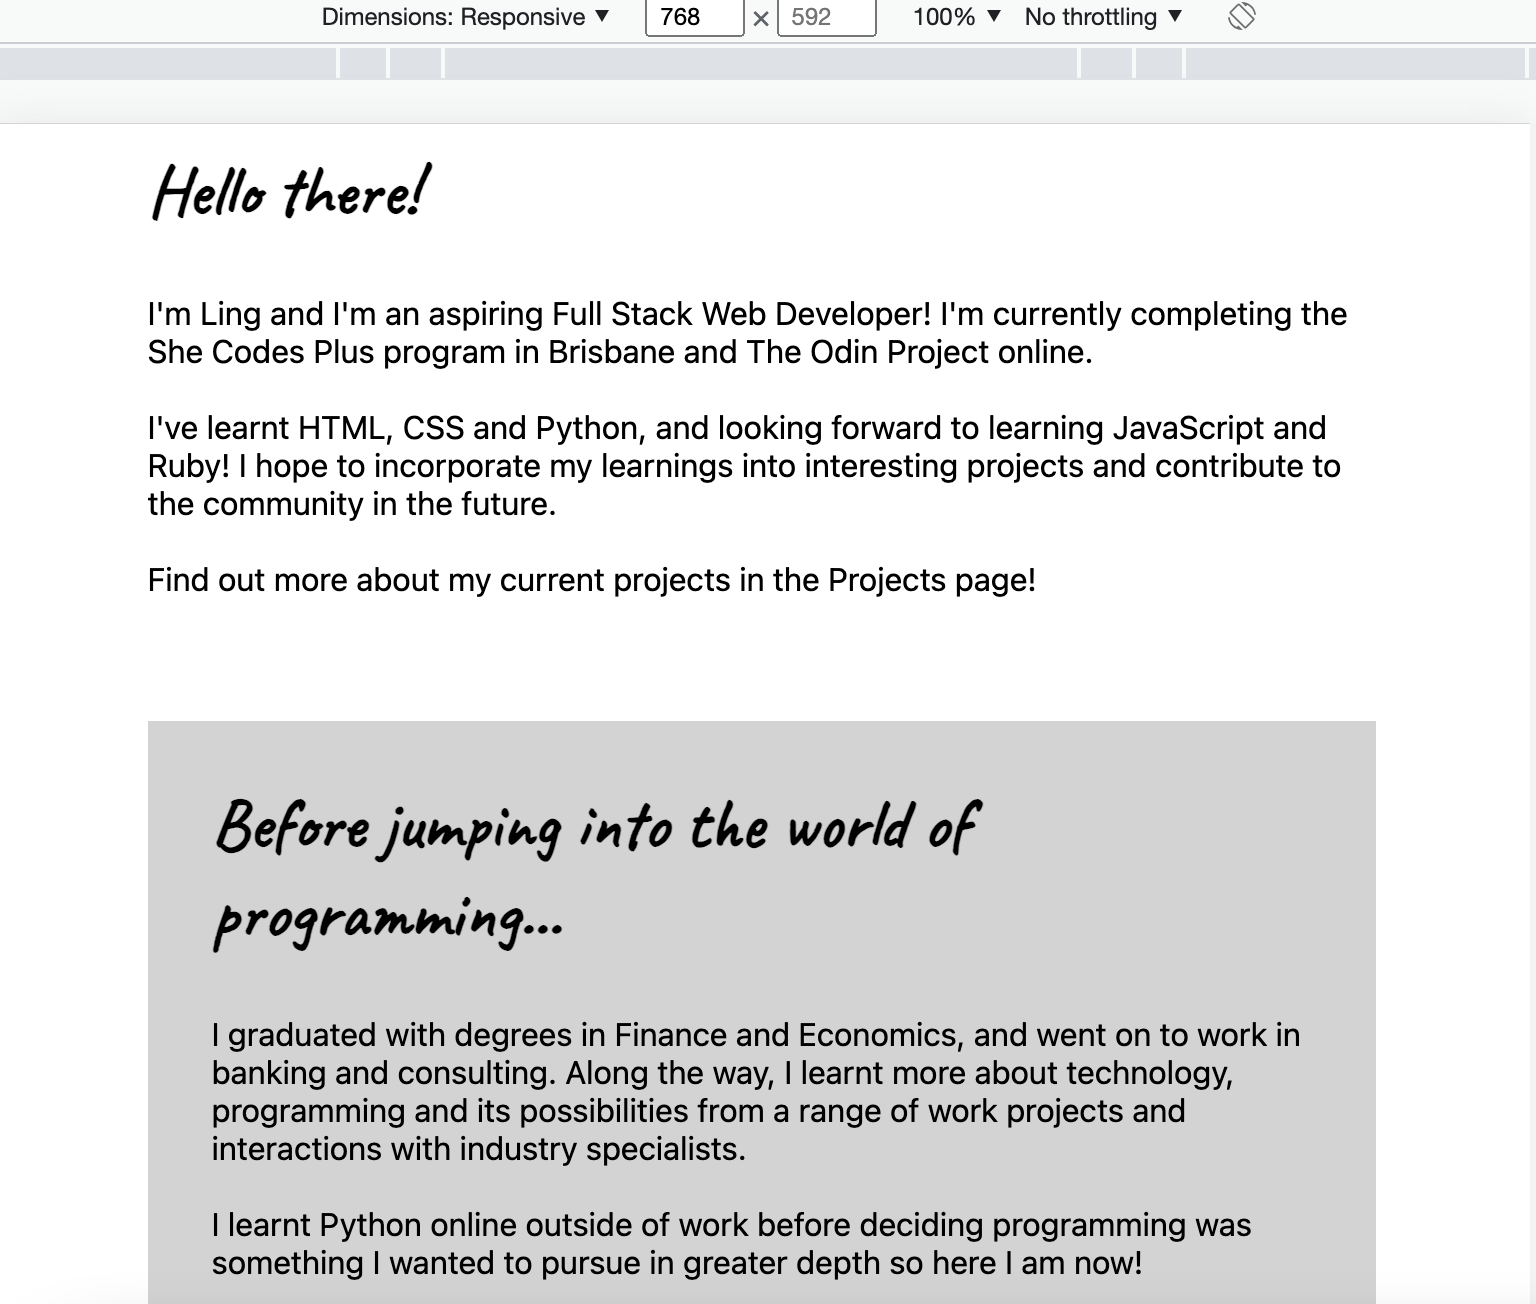 Dimensions: Responsive ▼ 768 × 592 100% ▼ No throttling ▼
Hello there!
I'm Ling and I'm an aspiring Full Stack Web Developer! I'm currently completing the
She Codes Plus program in Brisbane and The Odin Project online.
I've learnt HTML, CSS and Python, and looking forward to learning JavaScript and
Ruby! I hope to incorporate my learnings into interesting projects and contribute to
the community in the future.
Find out more about my current projects in the Projects page!
Before jumping into the world of
programming...
I graduated with degrees in Finance and Economics, and went on to work in
banking and consulting. Along the way, I learnt more about technology,
programming and its possibilities from a range of work projects and
interactions with industry specialists.
I learnt Python online outside of work before deciding programming was
something I wanted to pursue in greater depth so here I am now!